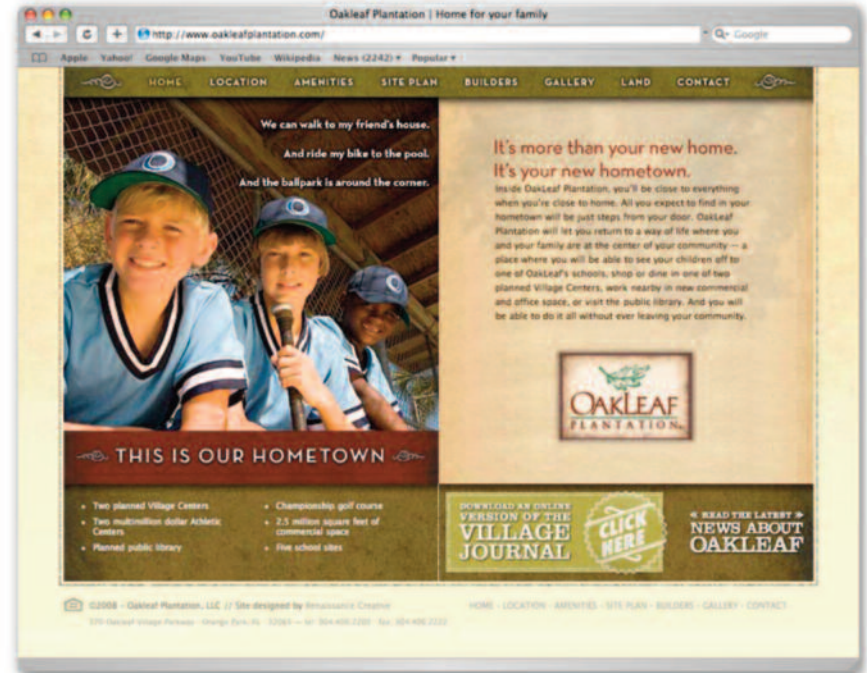 Oakleaf Plantation | Home for your family
http://www.oakleafplantation.com/
Google
Apple Yahoo! Google Maps YouTube Wikipedia News (2242) Popular
HOME LOCATION AMENITIES SITE PLAN BUILDERS GALLERY LAND CONTACT
We can walk to my friend's house.
And ride my bike to the pool.
And the ballpark is around the corner.
It's more than your new home.
It's your new hometown.
Inside OakLeaf Plantation, you'll be close to everything
when you're close to home. All you expect to find in your
hometown will be just steps from your door. OakLeaf
Plantation will let you return to a way of life where you
and your family are at the center of your community — a
place where you will be able to see your children off to
one of OakLeaf's schools, shop or dine in one of two
planned Village Centers, work nearby in new commercial
and office space, or visit the public library. And you will
be able to do it all without ever leaving your community.
OAKLEAF
PLANTATION
THIS IS OUR HOMETOWN
Two planned Village Centers
Two multimillion dollar Athletic
Centers
Planned public library
Championship golf course
2.5 million square feet of
commercial space
Five school sites
DOWNLOAD AN ONLINE
VERSION OF THE
VILLAGE
JOURNAL
CLICK
HERE
« READ THE LATEST »
NEWS ABOUT
OAKLEAF
©2008 - Oakleaf Plantation, LLC // Site designed by Renaissance Creative
HOME - LOCATION - AMENITIES - SITE PLAN - BUILDERS - GALLERY - CONTACT
Oakleaf Village Parkway Orange Park, FL